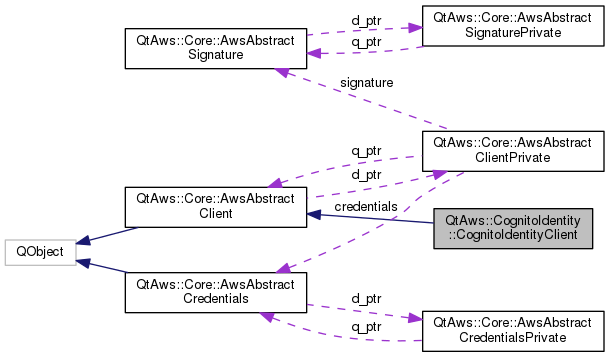 QtAws::Core::AwsAbstract
SignaturePrivate
d_ptr
q_ptr
QtAws::Core::AwsAbstract
Signature
signature
QtAws::Core::AwsAbstract
ClientPrivate
q_ptr
d_ptr
QtAws::Core::AwsAbstract
Client
credentials
QtAws::CognitoIdentity
::CognitoIdentityClient
QObject
QtAws::Core::AwsAbstract
Credentials
d_ptr
q_ptr
QtAws::Core::AwsAbstract
CredentialsPrivate